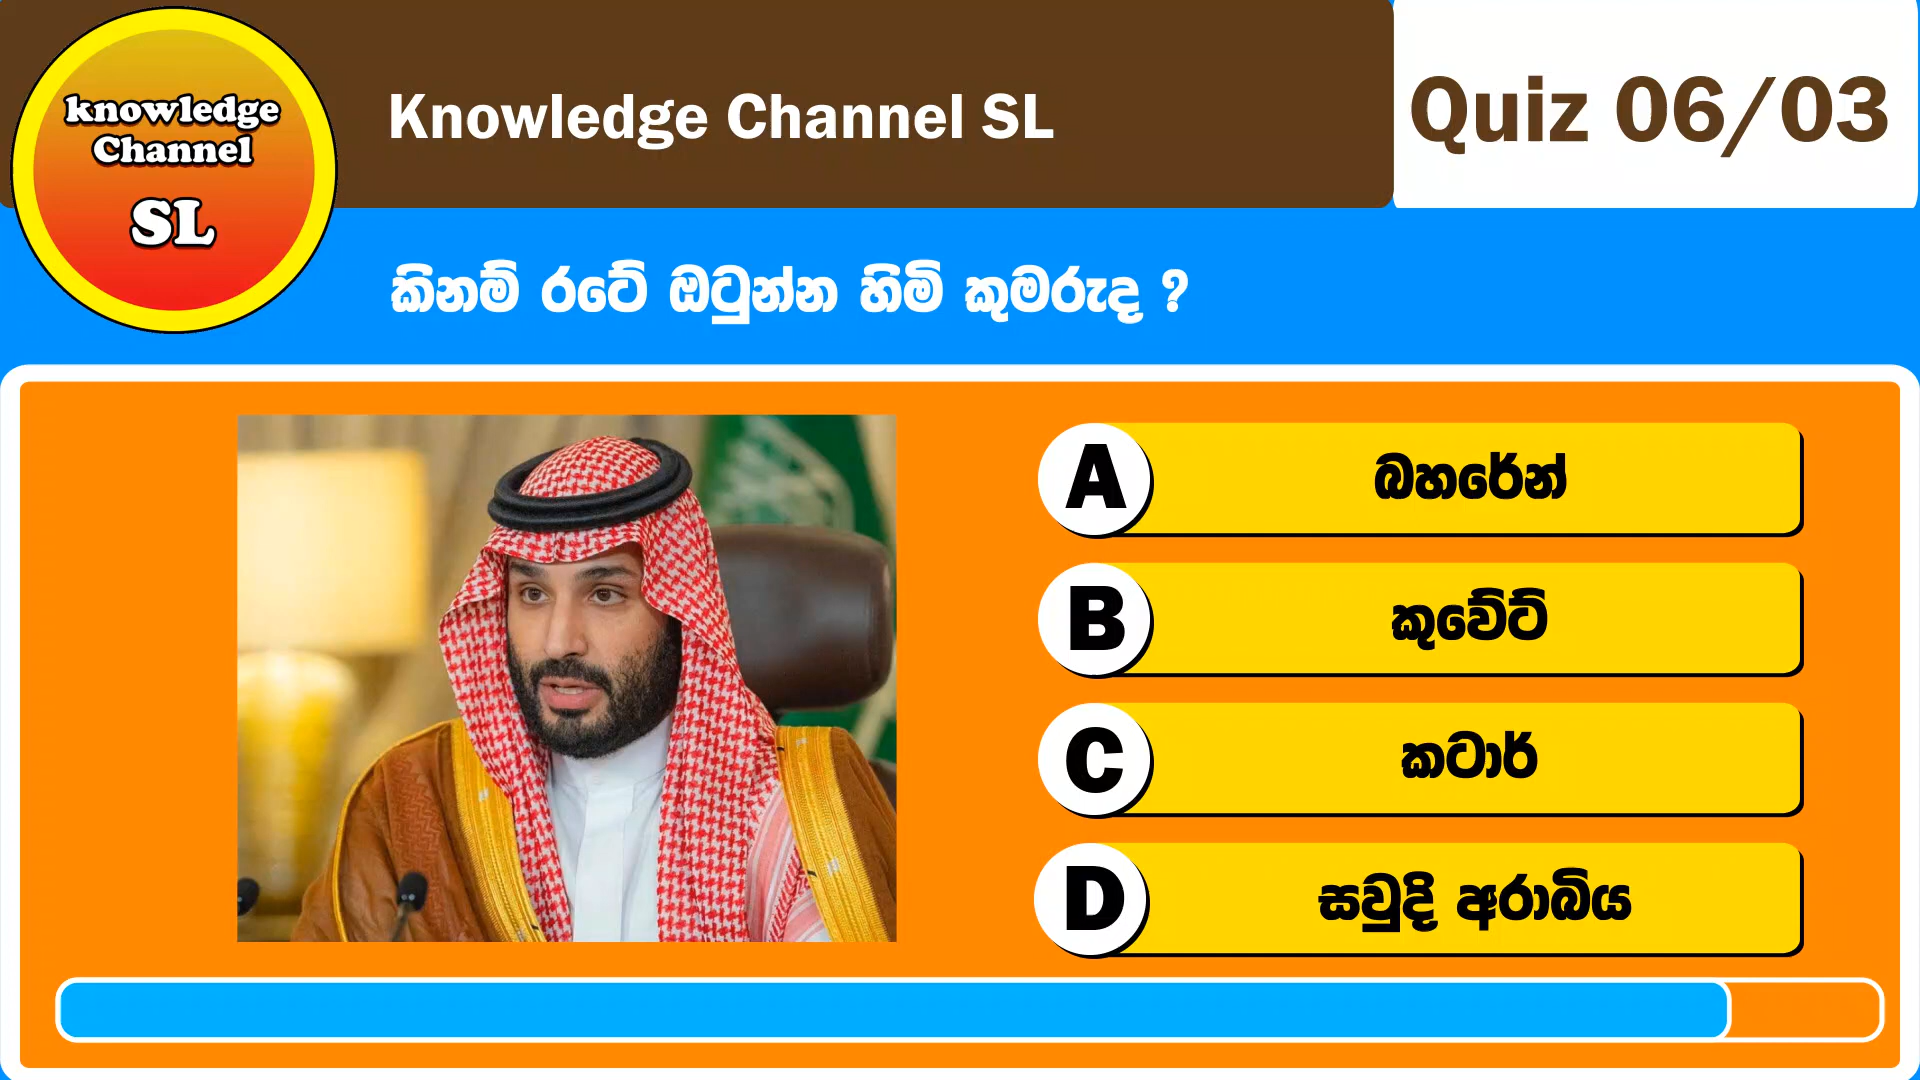 knowledge
Channel
SL
Knowledge Channel SL
Quiz 06/03
කිනම් රටේ ඔටුන්න හිමි කුමරුද ?
A බහරේන්
B කුවේට්
C කටාර්
D සවුදි අරාබිය